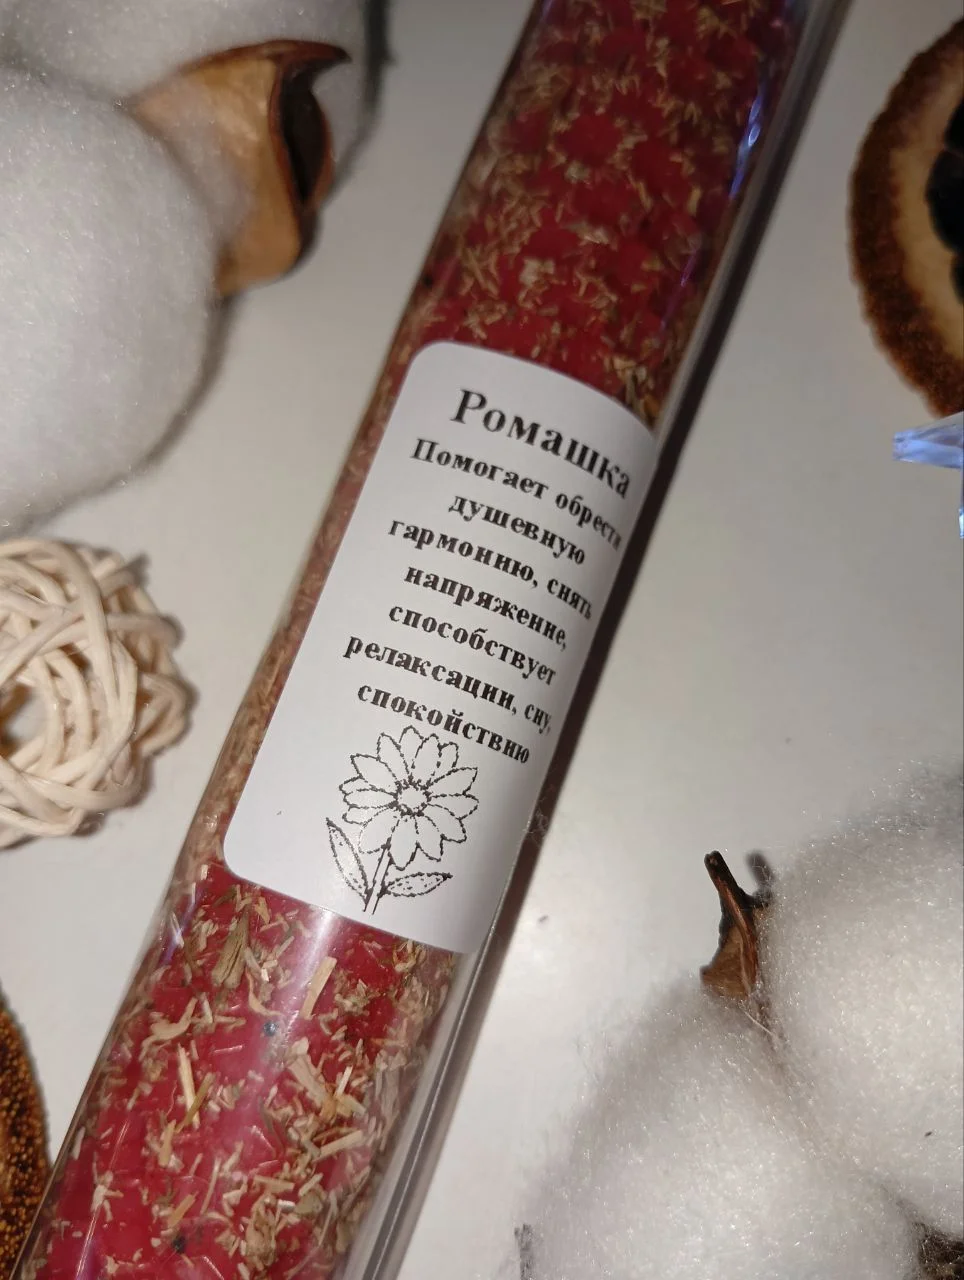 Ромашка
Помогает обрести
душевную
гармонию, снять
напряжение,
способствует
релаксации, сну,
спокойствию